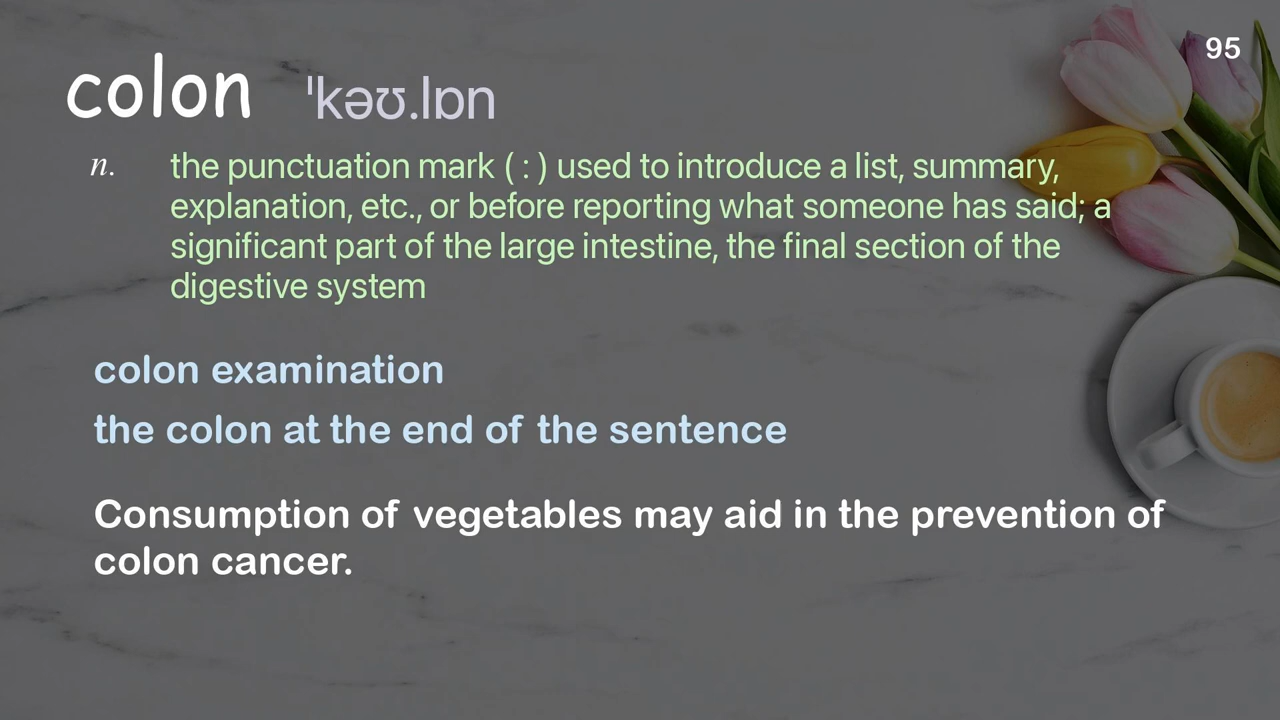 95
colon ˈkəʊ.lɒn
n. the punctuation mark ( : ) used to introduce a list, summary,
explanation, etc., or before reporting what someone has said; a
significant part of the large intestine, the final section of the
digestive system
colon examination
the colon at the end of the sentence
Consumption of vegetables may aid in the prevention of
colon cancer.